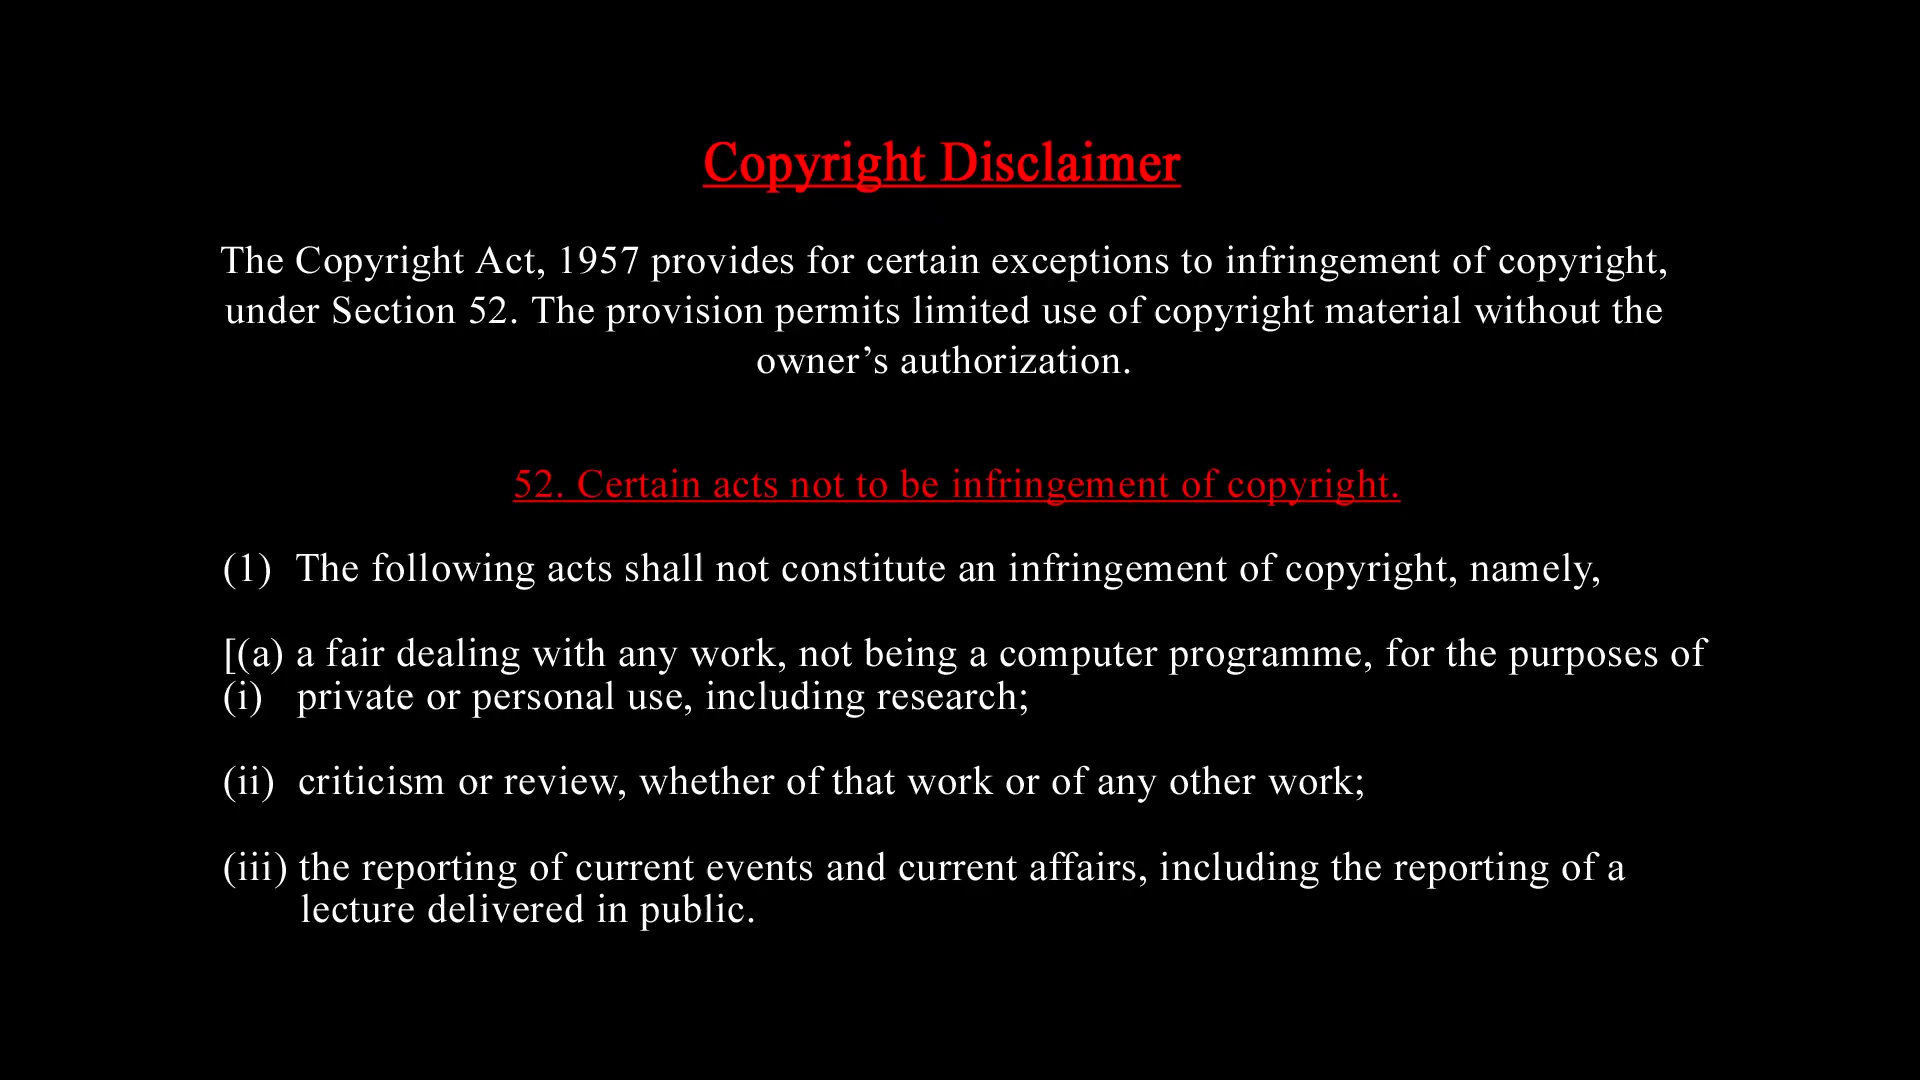 Copyright Disclaimer
The Copyright Act, 1957 provides for certain exceptions to infringement of copyright,
under Section 52. The provision permits limited use of copyright material without the
owner’s authorization.
52. Certain acts not to be infringement of copyright.
(1) The following acts shall not constitute an infringement of copyright, namely,
[(a) a fair dealing with any work, not being a computer programme, for the purposes of
(i) private or personal use, including research;
(ii) criticism or review, whether of that work or of any other work;
(iii) the reporting of current events and current affairs, including the reporting of a
lecture delivered in public.